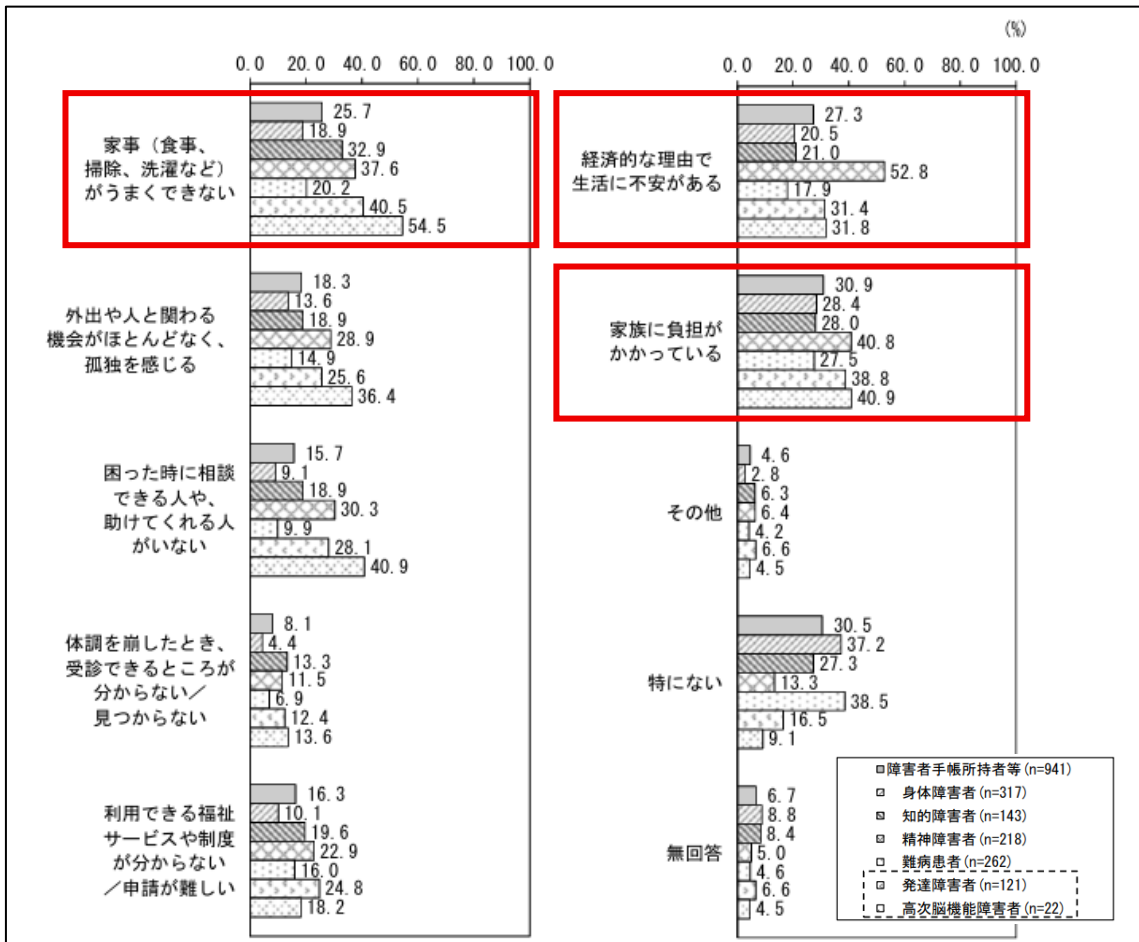 (%)
0.0 20.0 40.0 60.0 80.0 100.0
家事（食事、
掃除、洗濯など）
がうまくできない
25.7
18.9
32.9
37.6
20.2
40.5
54.5
外出や人と関わる
機会がほとんどなく、
孤独を感じる
18.3
13.6
18.9
28.9
14.9
25.6
36.4
困った時に相談
できる人や、
助けてくれる人
がいない
15.7
9.1
18.9
30.3
9.9
28.1
40.9
体調を崩したとき、
受診できるところが
分からない／
見つからない
8.1
4.4
13.3
11.5
6.9
12.4
13.6
利用できる福祉
サービスや制度
が分からない
／申請が難しい
16.3
10.1
19.6
22.9
16.0
24.8
18.2
0.0 20.0 40.0 60.0 80.0 100.0
経済的な理由で
生活に不安がある
27.3
20.5
21.0
52.8
17.9
31.4
31.8
家族に負担が
かかっている
30.9
28.4
28.0
40.8
27.5
38.8
40.9
その他
4.6
2.8
6.3
6.4
4.2
6.6
4.5
特にない
30.5
37.2
27.3
13.3
38.5
16.5
9.1
無回答
6.7
8.8
8.4
5.0
4.6
6.6
4.5
障害者手帳所持者等(n=941)
身体障害者(n=317)
知的障害者(n=143)
精神障害者(n=218)
難病患者(n=262)
発達障害者(n=121)
高次脳機能障害者(n=22)